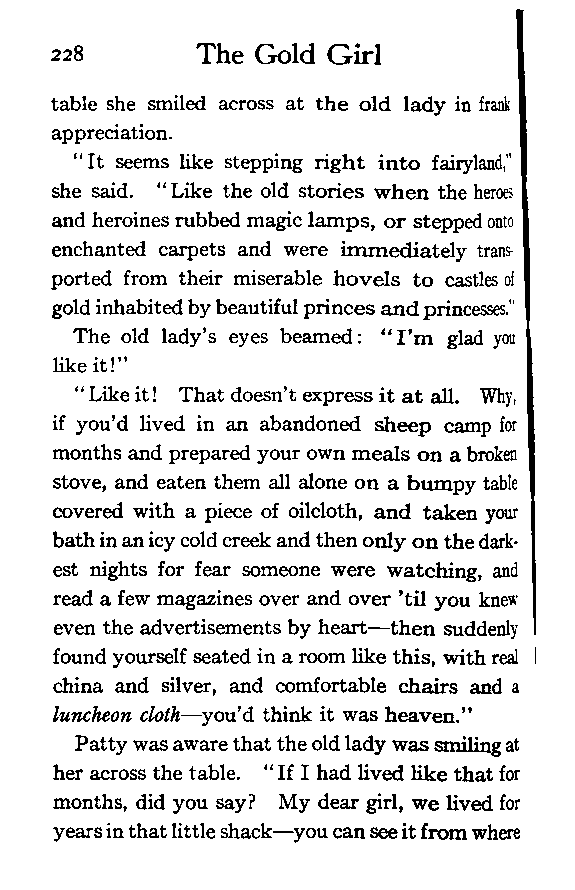 228 The Gold Girl
table she smiled across at the old lady in frank
appreciation.
"It seems like stepping right into fairyland,"
she said. "Like the old stories when the heroes
and heroines rubbed magic lamps, or stepped onto
enchanted carpets and were immediately trans-
ported from their miserable hovels to castles of
gold inhabited by beautiful princes and princesses."
The old lady's eyes beamed: "I'm glad you
like it!"
"Like it! That doesn't express it at all. Why,
if you'd lived in an abandoned sheep camp for
months and prepared your own meals on a broken
stove, and eaten them all alone on a bumpy table
covered with a piece of oilcloth, and taken your
bath in an icy cold creek and then only on the dark-
est nights for fear someone were watching, and
read a few magazines over and over 'til you knew
even the advertisements by heart—then suddenly
found yourself seated in a room like this, with real
china and silver, and comfortable chairs and a
luncheon cloth—you'd think it was heaven."
Patty was aware that the old lady was smiling at
her across the table. "If I had lived like that for
months, did you say? My dear girl, we lived for
years in that little shack—you can see it from where